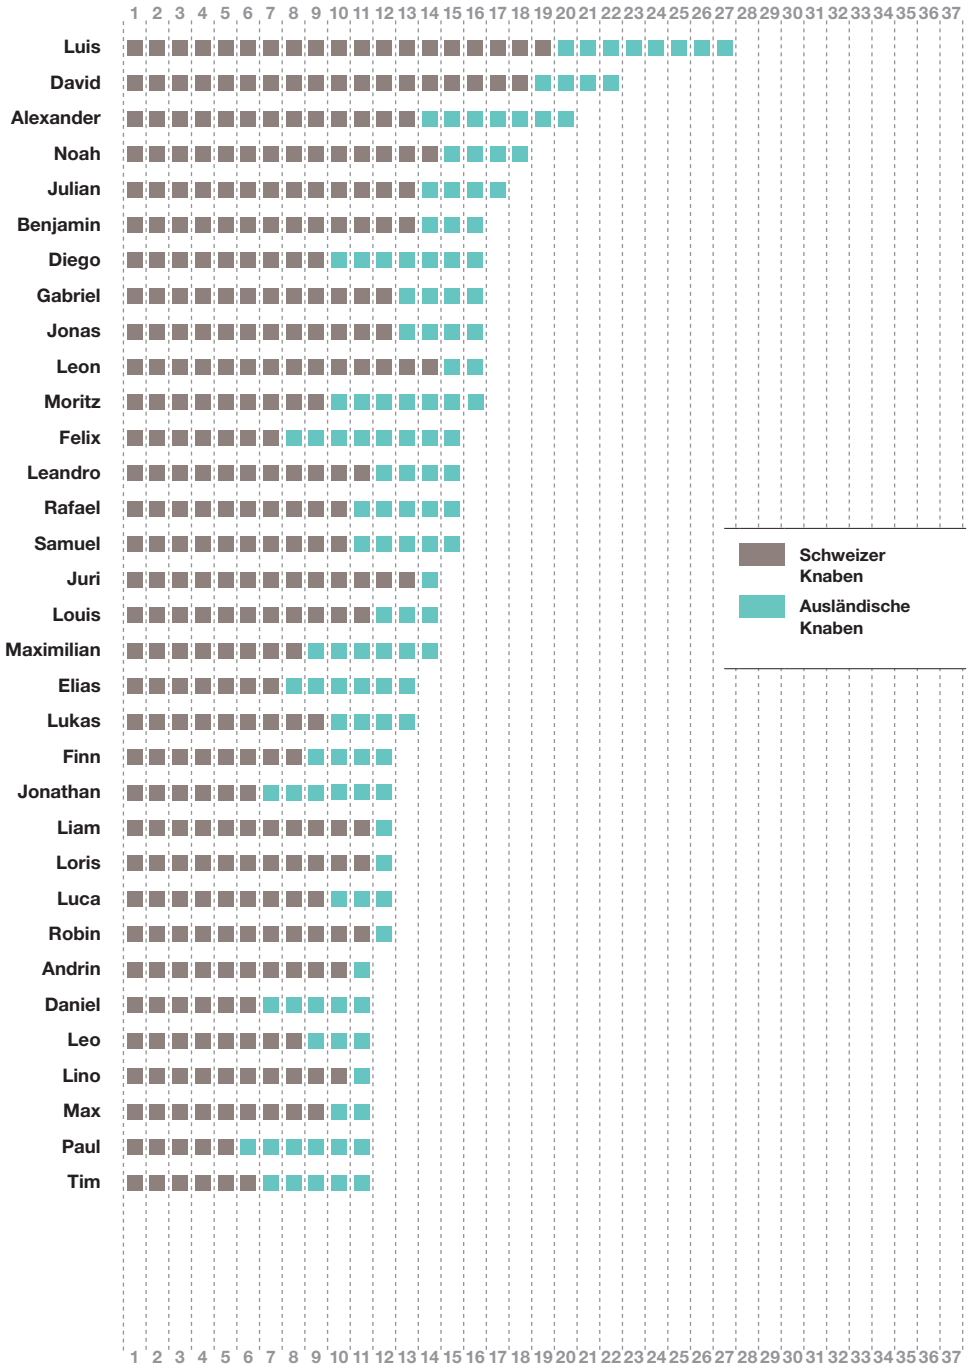 1 2 3 4 5 6 7 8 9 10 11 12 13 14 15 16 17 18 19 20 21 22 23 24 25 26 27 28 29 30 31 32 33 34 35 36 37
Luis
David
Alexander
Noah
Julian
Benjamin
Diego
Gabriel
Jonas
Leon
Moritz
Felix
Leandro
Rafael
Samuel
Juri
Louis
Maximilian
Elias
Lukas
Finn
Jonathan
Liam
Loris
Luca
Robin
Andrin
Daniel
Leo
Lino
Max
Paul
Tim
Schweizer
Knaben
Ausländische
Knaben
1 2 3 4 5 6 7 8 9 10 11 12 13 14 15 16 17 18 19 20 21 22 23 24 25 26 27 28 29 30 31 32 33 34 35 36 37